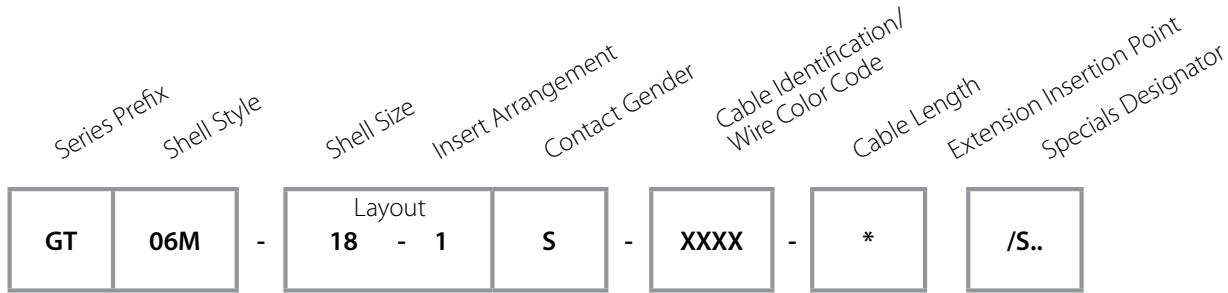 Series Prefix
Shell Style
Shell Size
Insert Arrangement
Contact Gender
Cable Identification/
Wire Color Code
Cable Length
Extension Insertion Point
Specials Designator
Layout
GT 06M - 18 - 1 S - XXXX - * /S..